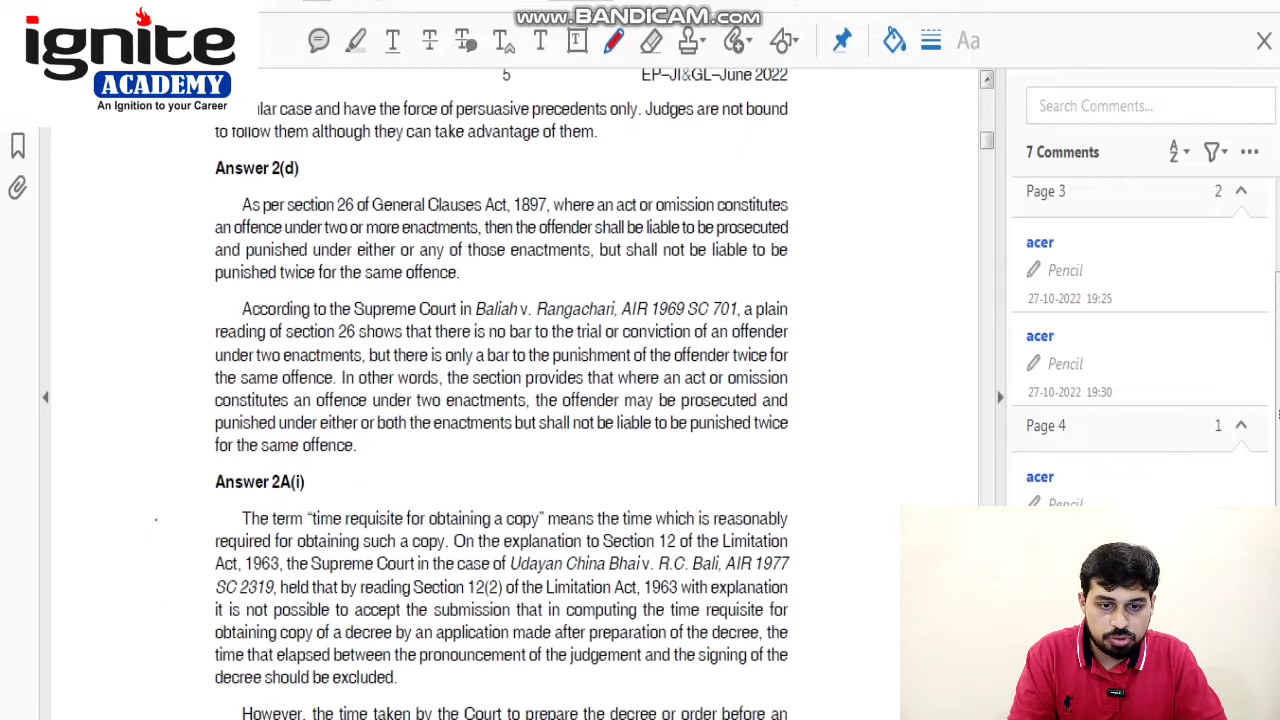 www.BANDICAM.com
ignite
ACADEMY
An Ignition to your Career
T
T
T
T
T
T
Aa
5 EP–JI&GL–June 2022
ular case and have the force of persuasive precedents only. Judges are not bound
to follow them although they can take advantage of them.
Answer 2(d)
As per section 26 of General Clauses Act, 1897, where an act or omission constitutes
an offence under two or more enactments, then the offender shall be liable to be prosecuted
and punished under either or any of those enactments, but shall not be liable to be
punished twice for the same offence.
According to the Supreme Court in Baliah v. Rangachari, AIR 1969 SC 701, a plain
reading of section 26 shows that there is no bar to the trial or conviction of an offender
under two enactments, but there is only a bar to the punishment of the offender twice for
the same offence. In other words, the section provides that where an act or omission
constitutes an offence under two enactments, the offender may be prosecuted and
punished under either or both the enactments but shall not be liable to be punished twice
for the same offence.
Answer 2A(i)
The term “time requisite for obtaining a copy” means the time which is reasonably
required for obtaining such a copy. On the explanation to Section 12 of the Limitation
Act, 1963, the Supreme Court in the case of Udayan China Bhai v. R.C. Bali, AIR 1977
SC 2319, held that by reading Section 12(2) of the Limitation Act, 1963 with explanation
it is not possible to accept the submission that in computing the time requisite for
obtaining copy of a decree by an application made after preparation of the decree, the
time that elapsed between the pronouncement of the judgement and the signing of the
decree should be excluded.
However, the time taken by the Court to prepare the decree or order before an
Search Comments...
7 Comments
A
Z
Page 3 2
acer
Pencil
27-10-2022 19:25
acer
Pencil
27-10-2022 19:30
Page 4 1
acer
Pencil